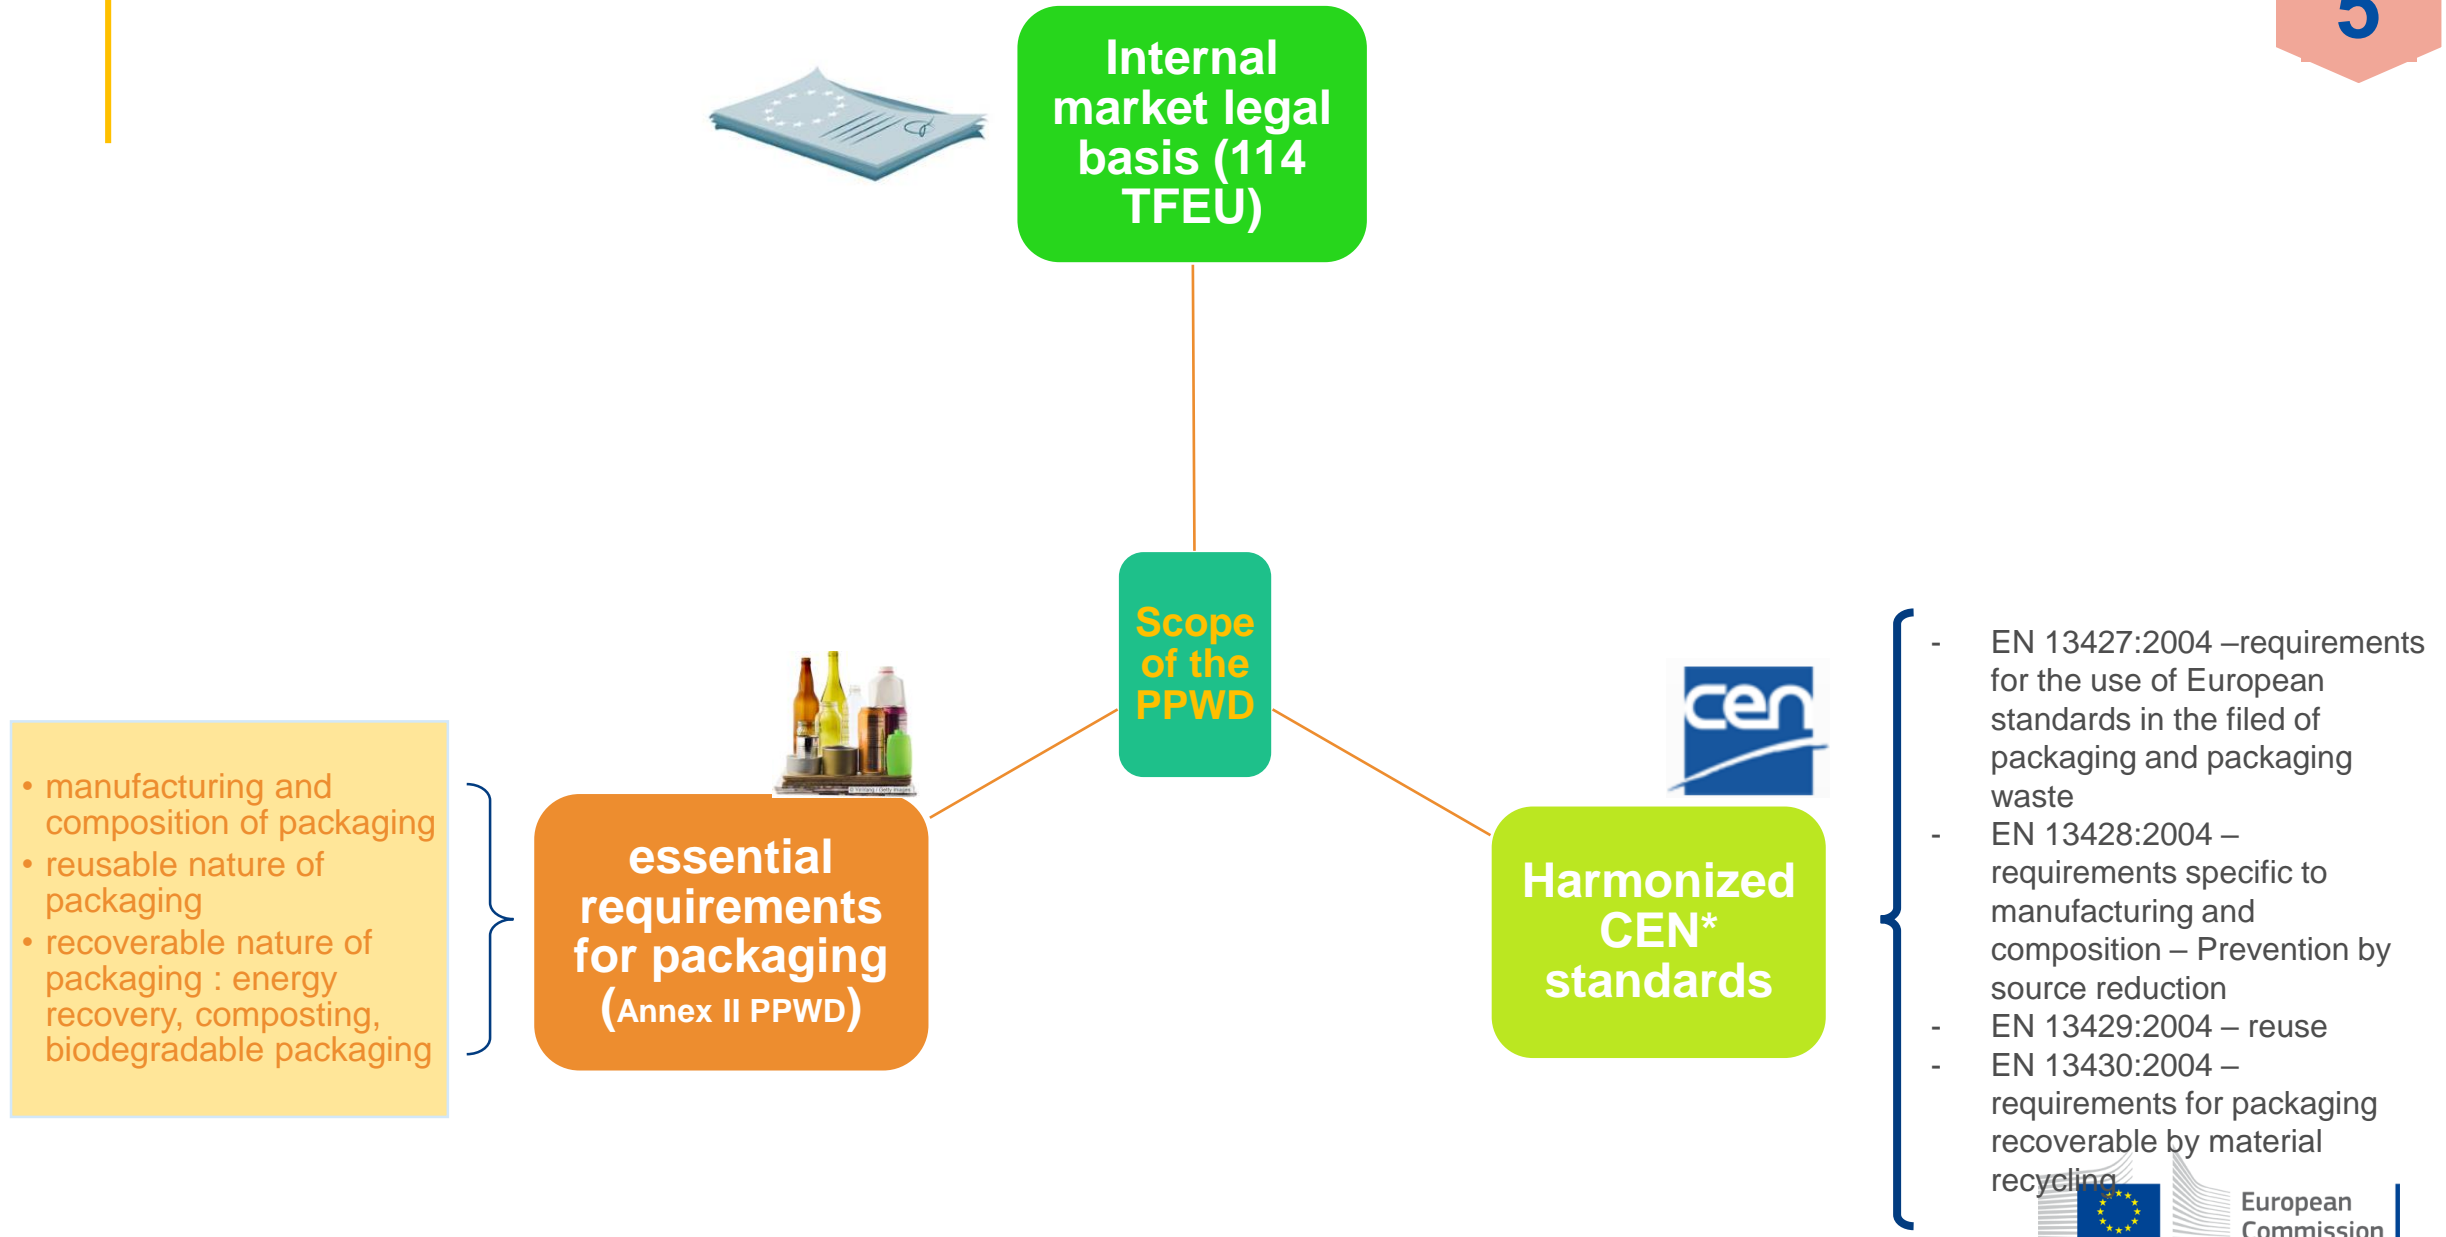 5
Internal
market legal
basis (114
TFEU)
Scope
of the
PPWD
• manufacturing and
composition of packaging
• reusable nature of
packaging
• recoverable nature of
packaging : energy
recovery, composting,
biodegradable packaging
essential
requirements
for packaging
(Annex II PPWD)
cen
Harmonized
CEN*
standards
- EN 13427:2004 –requirements
for the use of European
standards in the filed of
packaging and packaging
waste
- EN 13428:2004 –
requirements specific to
manufacturing and
composition – Prevention by
source reduction
- EN 13429:2004 – reuse
- EN 13430:2004 –
requirements for packaging
recoverable by material
recycling
European
Commission